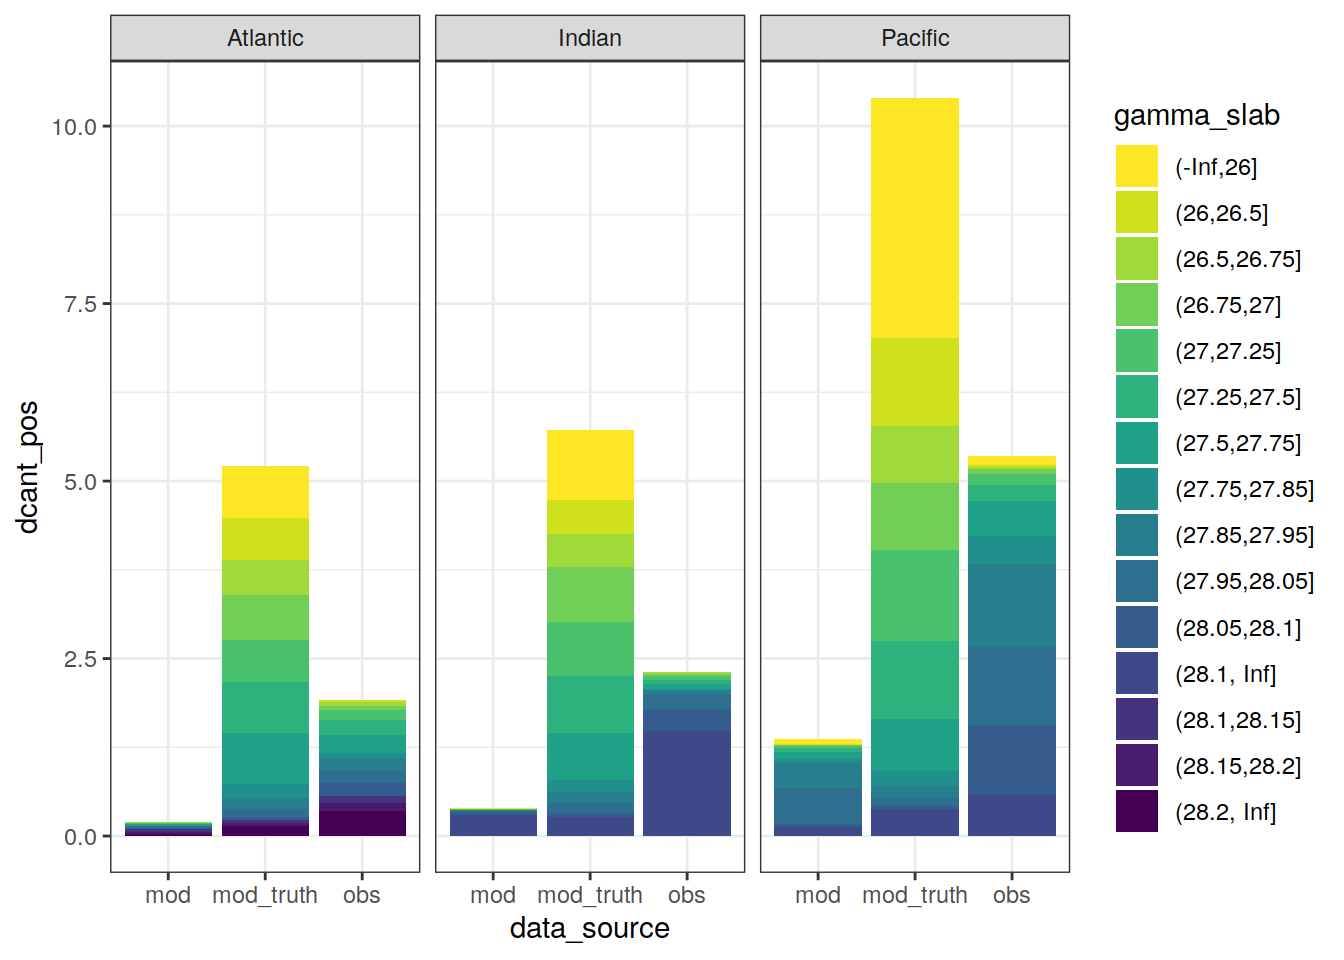 Atlantic
Indian
Pacific
dcant_pos
10.0
7.5
5.0
2.5
0.0
mod mod_truth obs
mod mod_truth obs
mod mod_truth obs
data_source
gamma_slab
(-Inf,26]
(26,26.5]
(26.5,26.75]
(26.75,27]
(27,27.25]
(27.25,27.5]
(27.5,27.75]
(27.75,27.85]
(27.85,27.95]
(27.95,28.05]
(28.05,28.1]
(28.1, Inf]
(28.1,28.15]
(28.15,28.2]
(28.2, Inf]